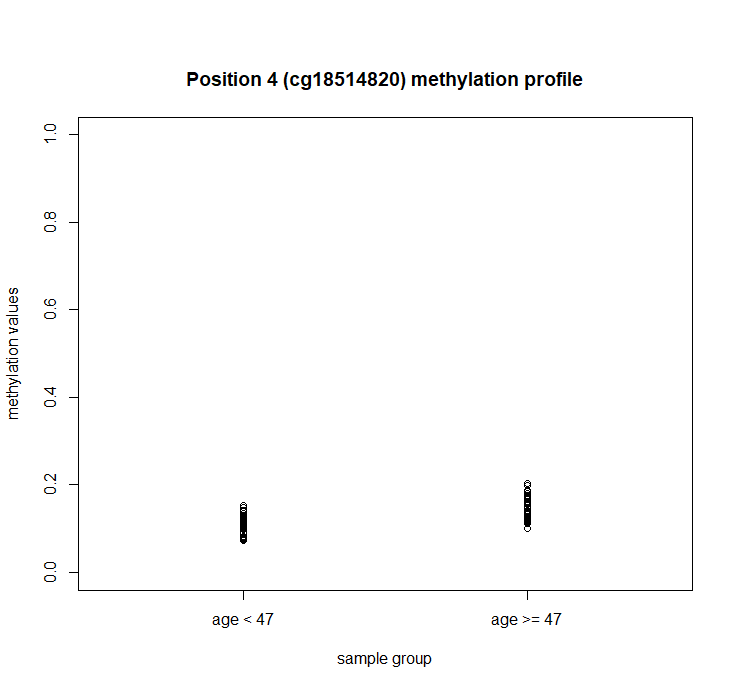 Position 4 (cg18514820) methylation profile
methylation values
1.0
0.8
0.6
0.4
0.2
0.0
age < 47
age >= 47
sample group